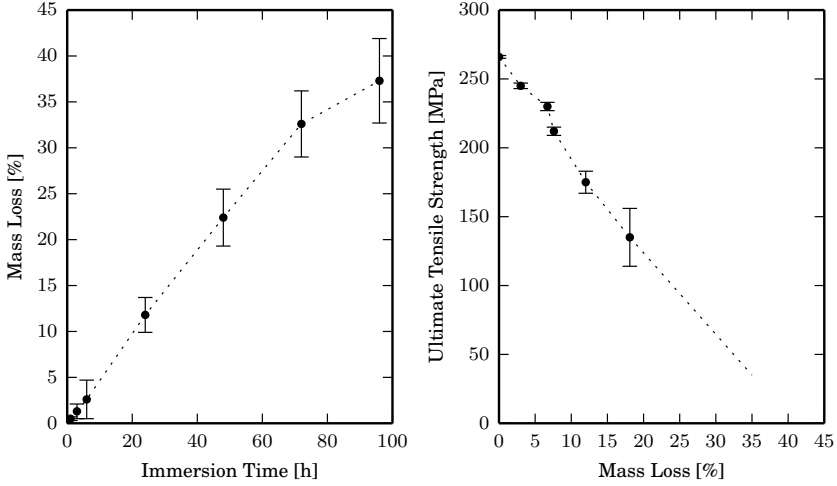 45
40
35
30
25
20
15
10
5
0
Mass Loss [%]
0 20 40 60 80 100
Immersion Time [h]
300
250
200
150
100
50
0
Ultimate Tensile Strength [MPa]
0 5 10 15 20 25 30 35 40 45
Mass Loss [%]